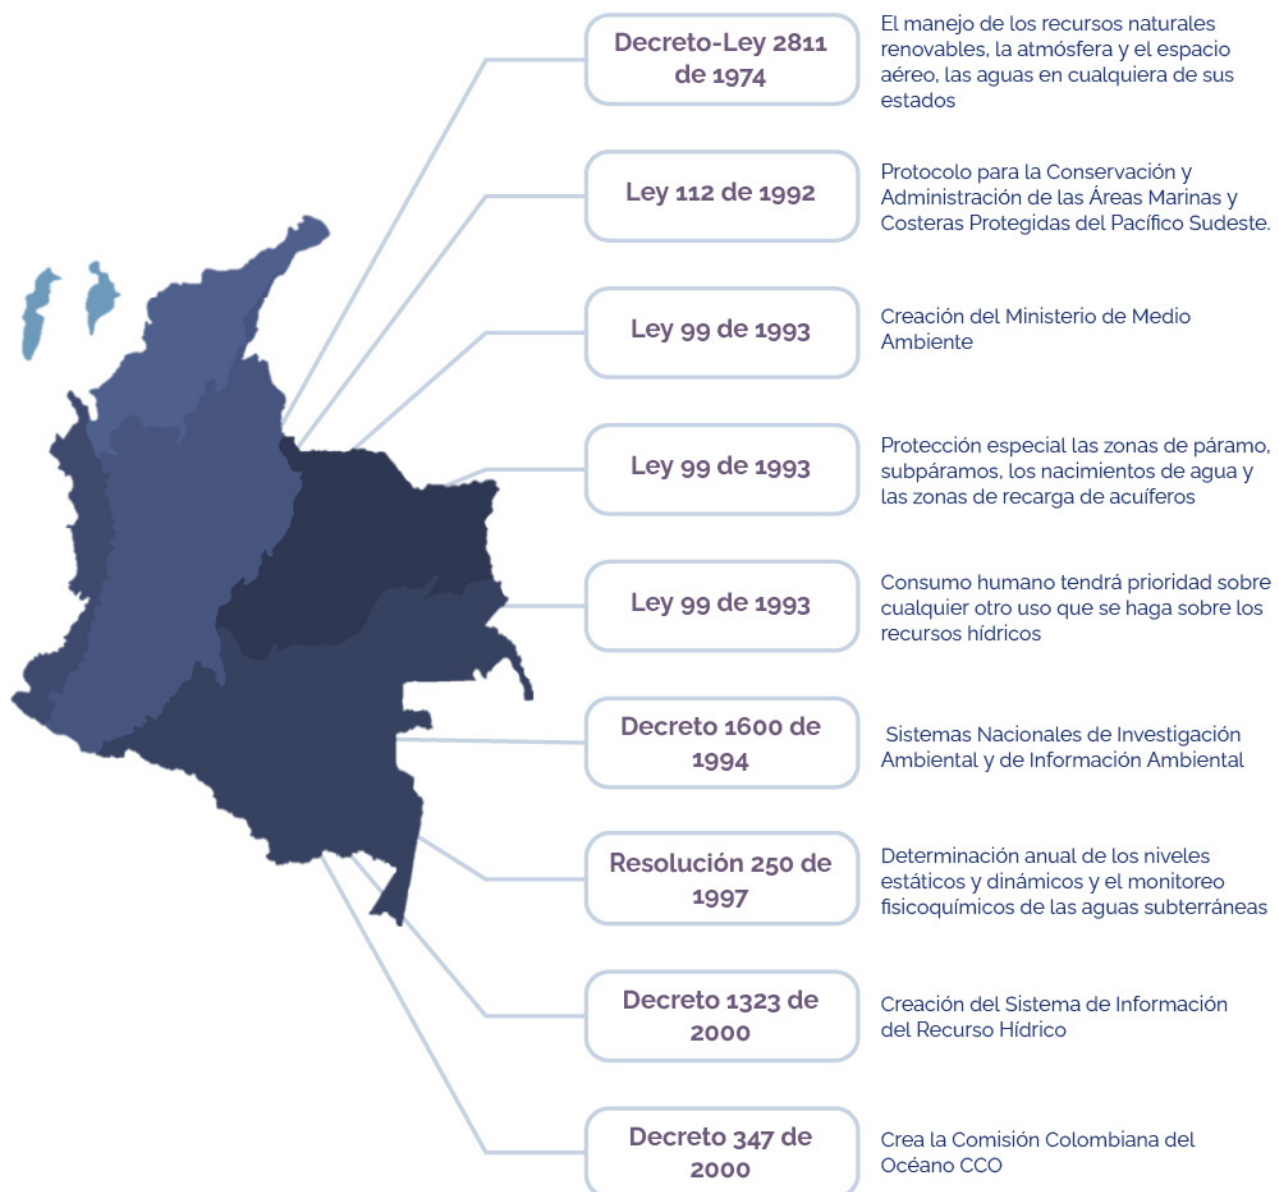 Decreto-Ley 2811
de 1974
El manejo de los recursos naturales
renovables, la atmósfera y el espacio
aéreo, las aguas en cualquiera de sus
estados
Ley 112 de 1992
Protocolo para la Conservación y
Administración de las Áreas Marinas y
Costeras Protegidas del Pacífico Sudeste.
Ley 99 de 1993
Creación del Ministerio de Medio
Ambiente
Ley 99 de 1993
Protección especial las zonas de páramo,
subpáramos, los nacimientos de agua y
las zonas de recarga de acuíferos
Ley 99 de 1993
Consumo humano tendrá prioridad sobre
cualquier otro uso que se haga sobre los
recursos hídricos
Decreto 1600 de
1994
Sistemas Nacionales de Investigación
Ambiental y de Información Ambiental
Resolución 250 de
1997
Determinación anual de los niveles
estáticos y dinámicos y el monitoreo
fisicoquímicos de las aguas subterráneas
Decreto 1323 de
2000
Creación del Sistema de Información
del Recurso Hídrico
Decreto 347 de
2000
Crea la Comisión Colombiana del
Océano CCO